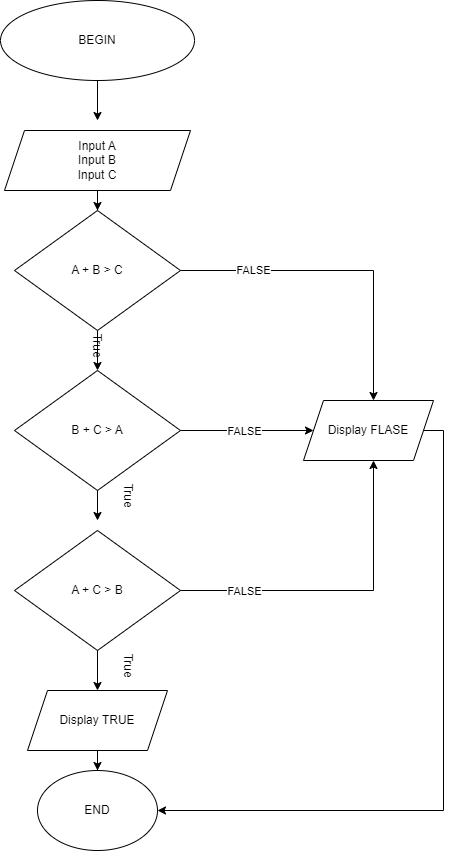 BEGIN
Input A
Input B
Input C
A + B > C
FALSE
True
B + C > A
FALSE
Display FLASE
True
A + C > B
FALSE
True
Display TRUE
END